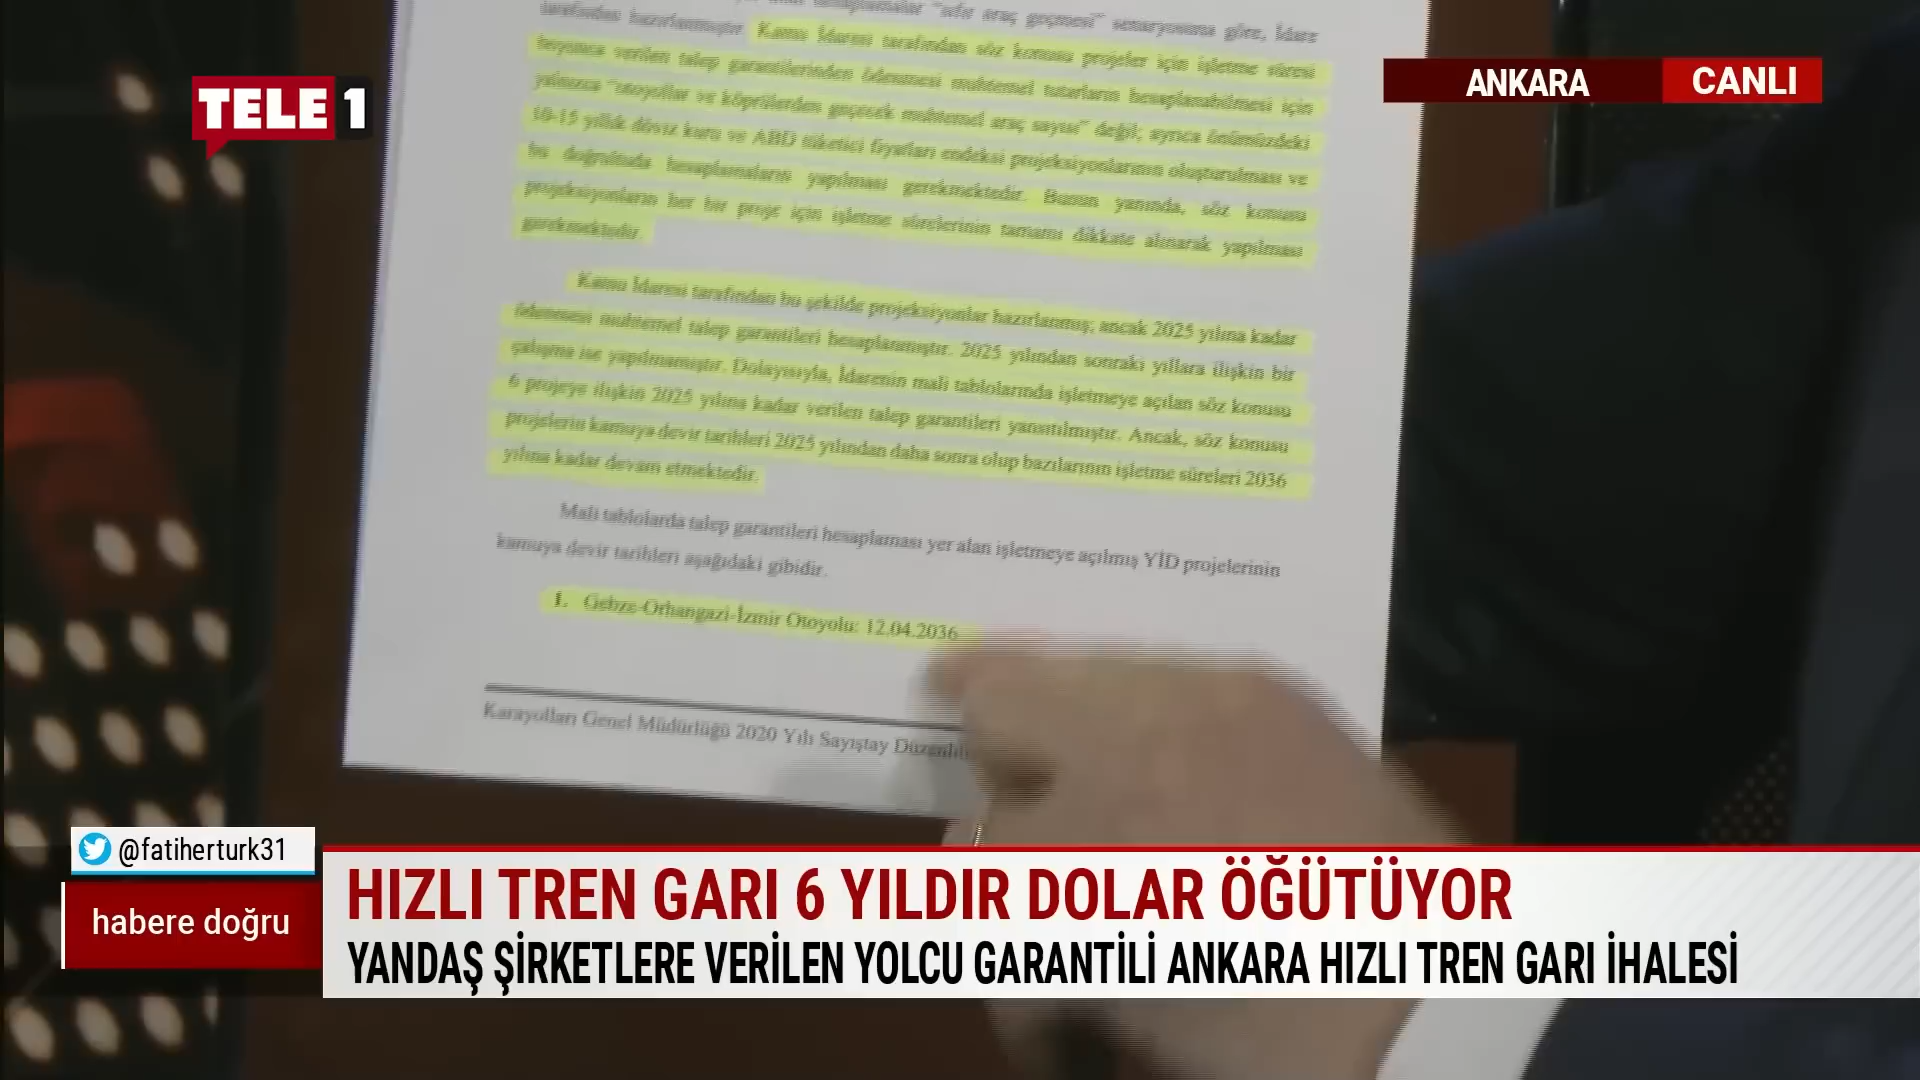 hesaplamalar "sıfır araç geçmesi" senaryosuna göre, İdare
tarafından hazırlanmıştır. Kamu İdaresi tarafından söz konusu projeler için işletme süresi
boyunca verilen talep garantilerinden ödenmesi muhtemel tutarların hesaplanabilmesi için
yalnızca "otoyollar ve köprülerden geçecek muhtemel araç sayısı" değil; ayrıca önümüzdeki
10-15 yıllık döviz kuru ve ABD tüketici fiyatları endeksi projeksiyonlarının oluşturulması ve
bu doğrultuda hesaplamaların yapılması gerekmektedir. Bunun yanında, söz konusu
projeksiyonların her bir proje için işletme sürelerinin tamamı dikkate alınarak yapılması
gerekmektedir.
Kamu İdaresi tarafından bu şekilde projeksiyonlar hazırlanmış; ancak 2025 yılına kadar
ödenmesi muhtemel talep garantileri hesaplanmıştır. 2025 yılından sonraki yıllara ilişkin bir
çalışma ise yapılmamıştır. Dolayısıyla, İdarenin mali tablolarında işletmeye açılan söz konusu
6 projeye ilişkin 2025 yılına kadar verilen talep garantileri yansıtılmıştır. Ancak, söz konusu
projelerin kamuya devir tarihleri 2025 yılından daha sonra olup bazılarının işletme süreleri 2036
yılına kadar devam etmektedir.
Mali tablolarda talep garantileri hesaplaması yer alan işletmeye açılmış YİD projelerinin
kamuya devir tarihleri aşağıdaki gibidir.
1. Gebze-Orhangazi-İzmir Otoyolu: 12.04.2036
Karayolları Genel Müdürlüğü 2020 Yılı Sayıştay
TELE 1
ANKARA CANLI
@fatiherturk31
habere doğru
HIZLI TREN GARI 6 YILDIR DOLAR ÖĞÜTÜYOR
YANDAŞ ŞİRKETLERE VERİLEN YOLCU GARANTİLİ ANKARA HIZLI TREN GARI İHALESİ